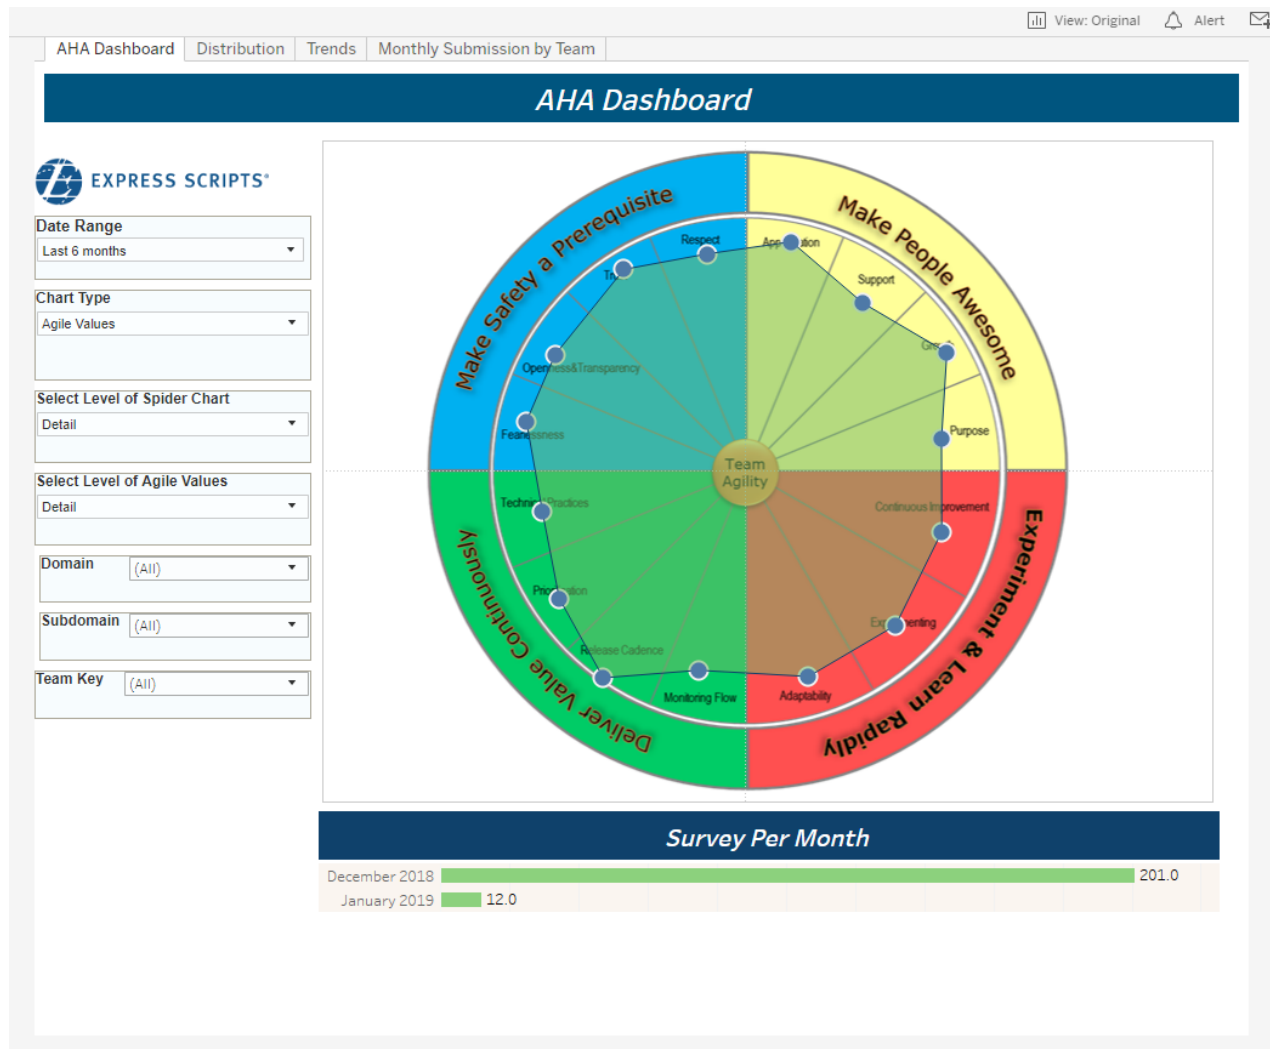 View: Original
Alert
AHA Dashboard
Distribution
Trends
Monthly Submission by Team
AHA Dashboard
EXPRESS SCRIPTS®
Date Range
Last 6 months
Chart Type
Agile Values
Select Level of Spider Chart
Detail
Select Level of Agile Values
Detail
Domain
(All)
Subdomain
(All)
Team Key
(All)
Make Safety a Prerequisite
Make People Awesome
Respect
Support
Openness&Transparency
Fearlessness
Purpose
Team
Agility
Technical Practices
Continuous Improvement
Release Cadence
Monitoring Flow
Adaptability
Deliver Value Continuously
Experiment & Learn Rapidly
Survey Per Month
December 2018 201.0
January 2019 12.0